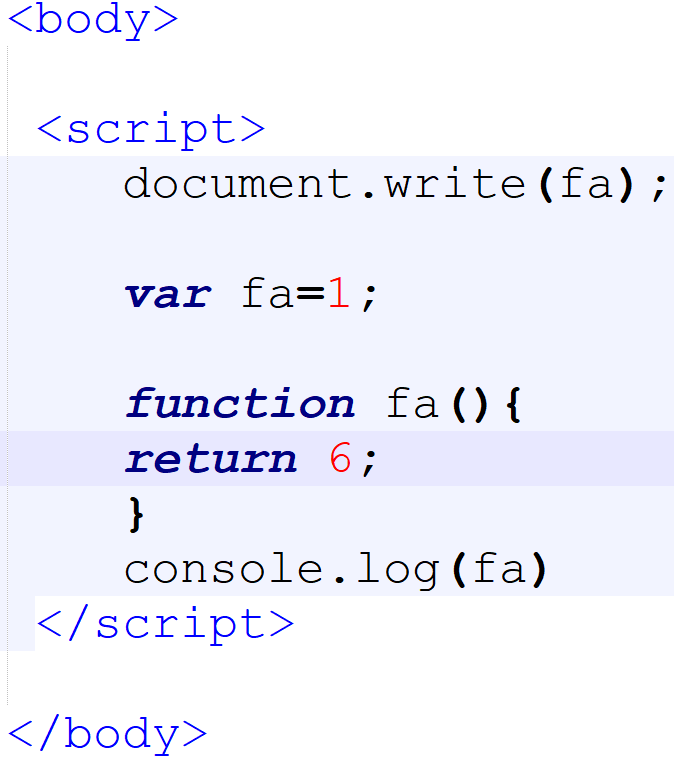 <body>
<script>
document.write(fa);
var fa=1;
function fa(){
return 6;
}
console.log(fa)
</script>
</body>